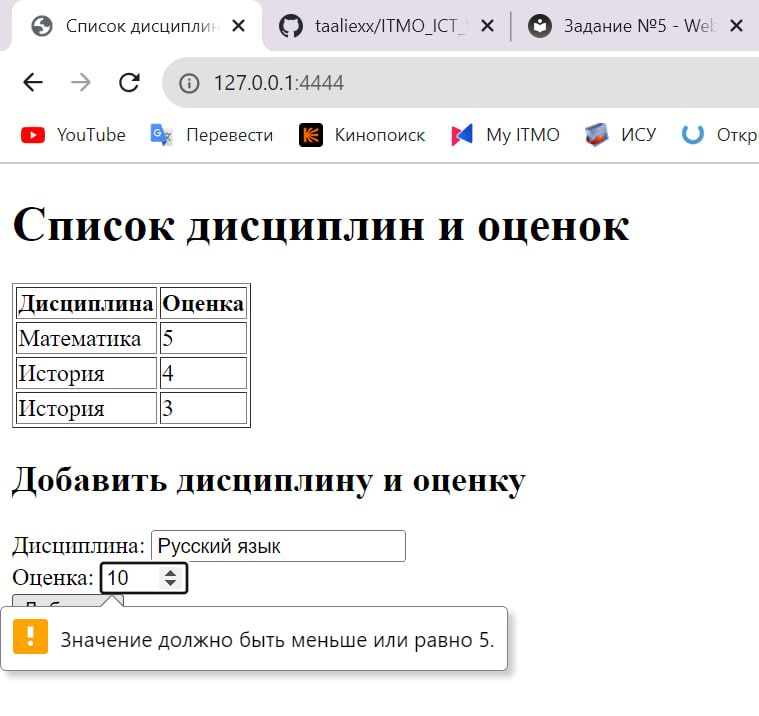 Список дисциплин
taaliexx/ITMO_ICT_
Задание №5 - Web
127.0.0.1:4444
YouTube Перевести Кинопоиск My ITMO ИСУ Откр
Список дисциплин и оценок
Дисциплина Оценка
Математика 5
История 4
История 3
Добавить дисциплину и оценку
Дисциплина: Русский язык
Оценка: 10
Значение должно быть меньше или равно 5.